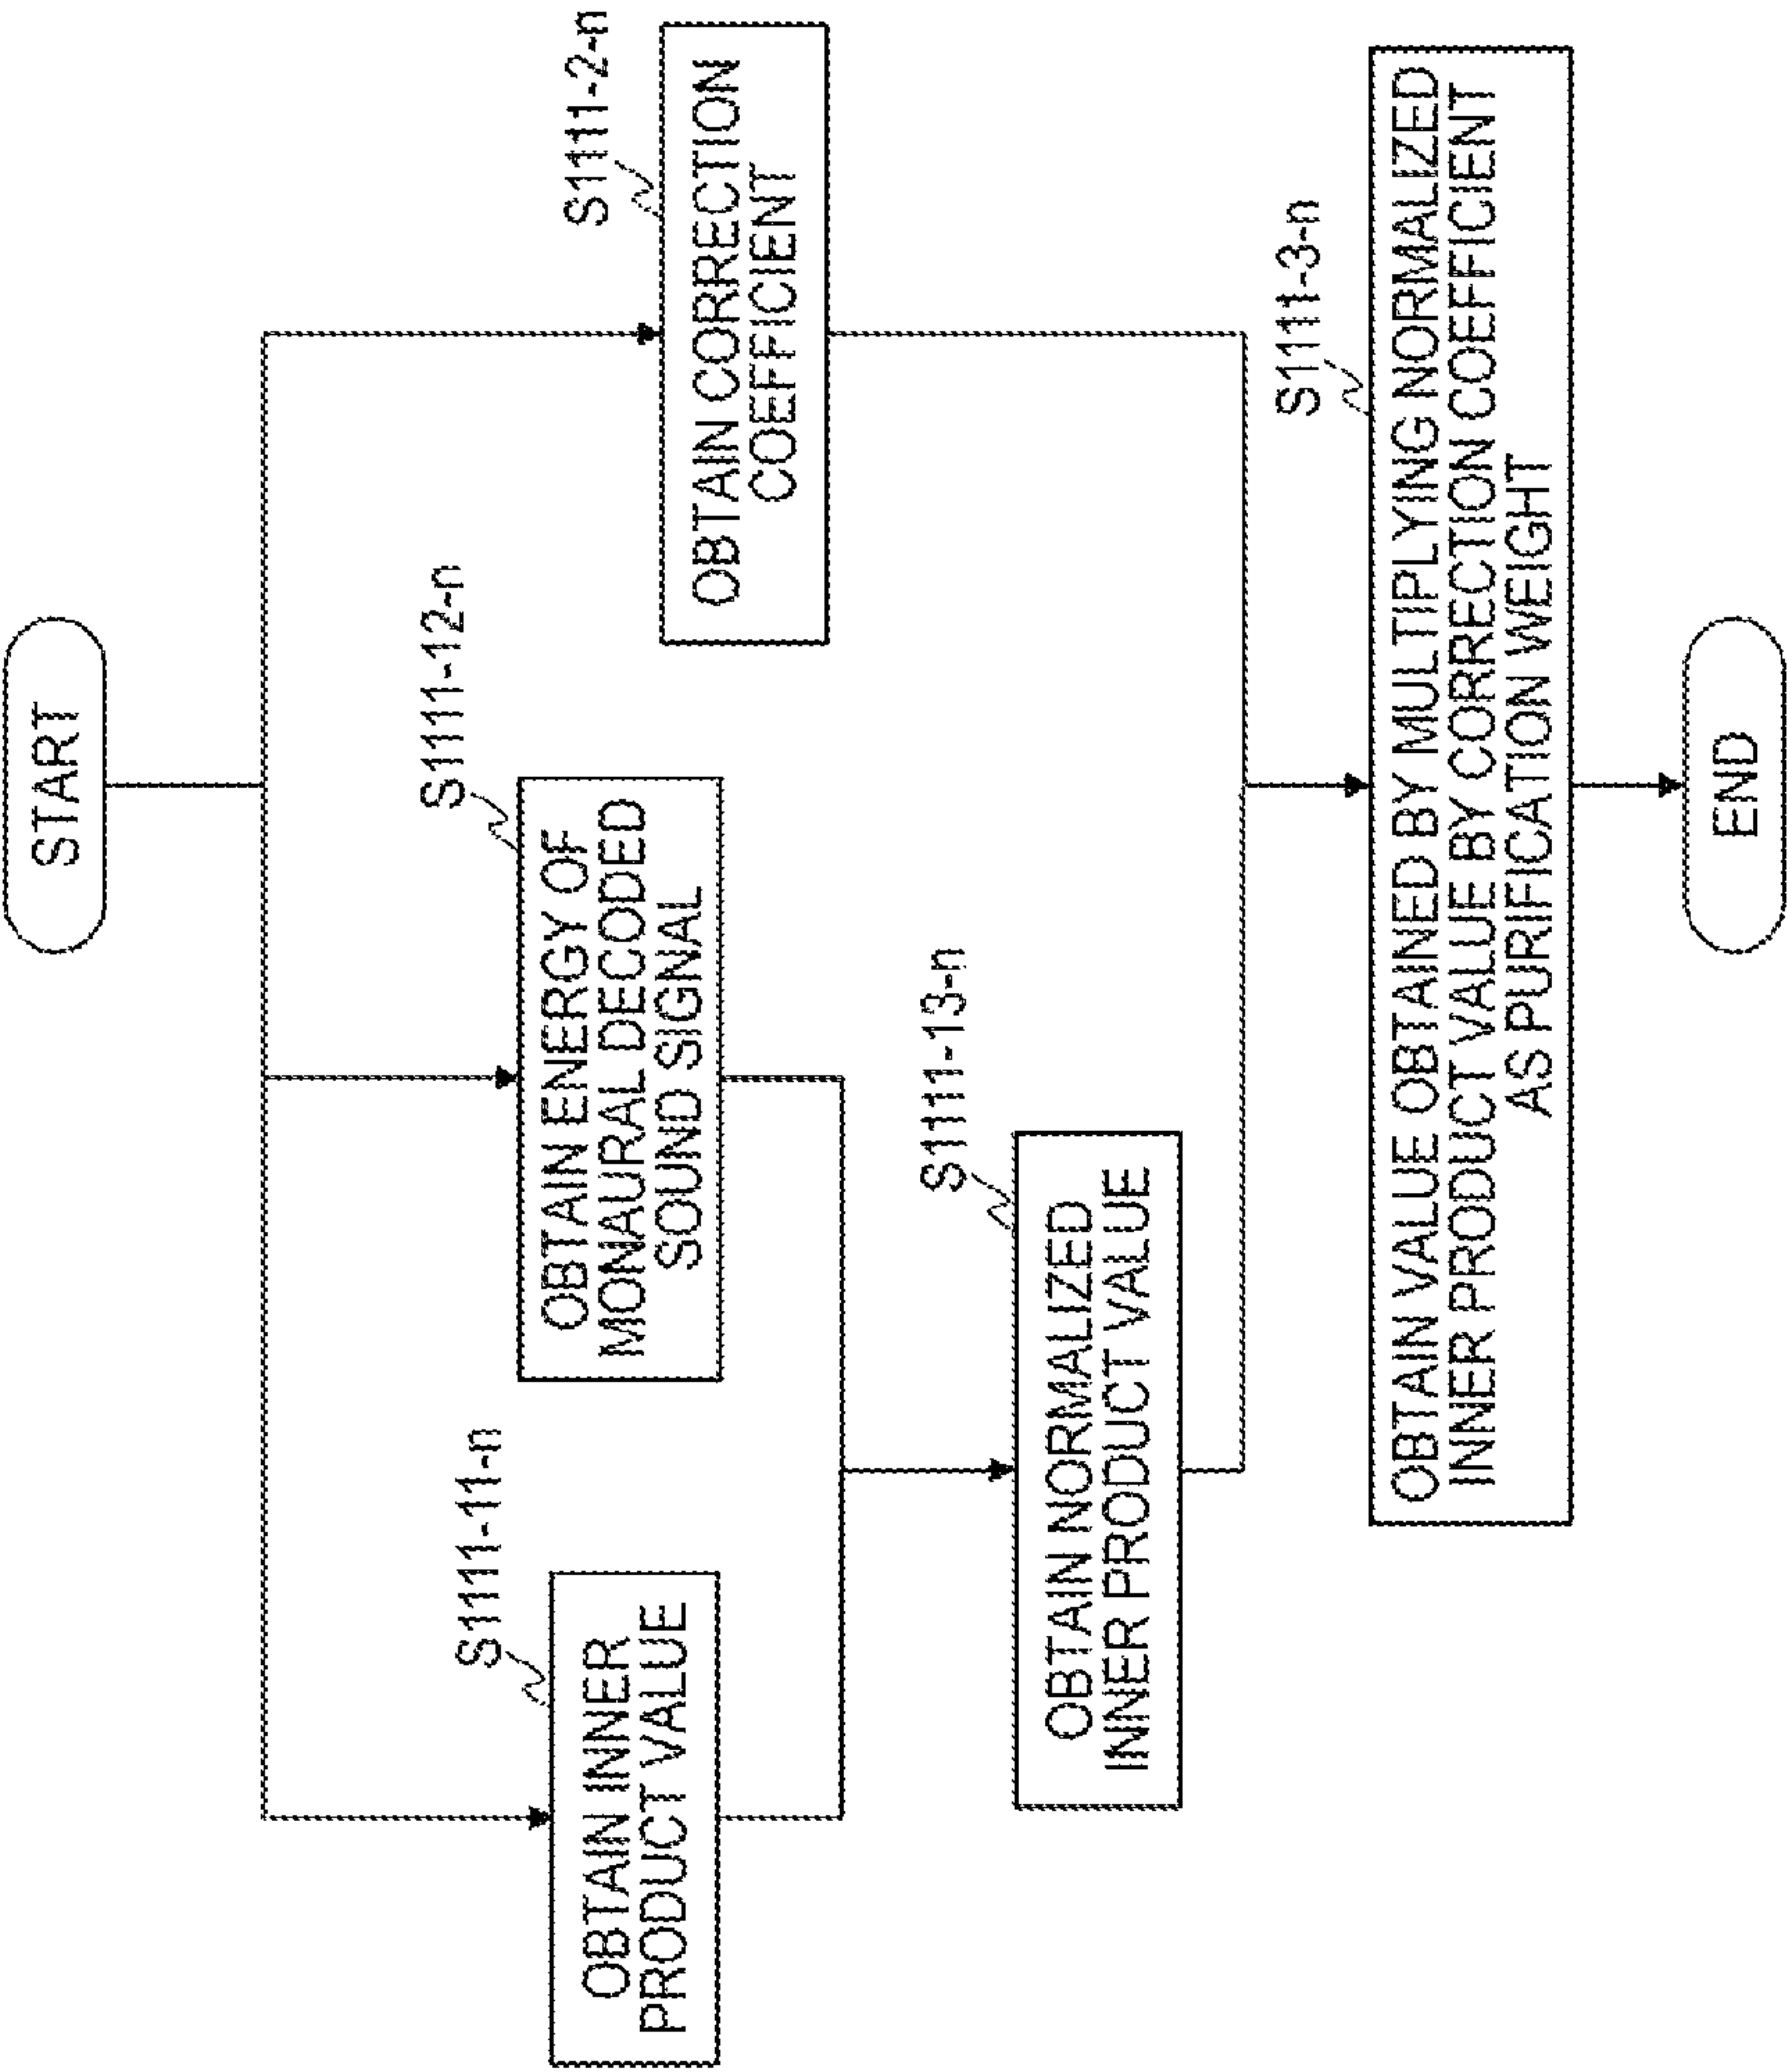 START
S1111-11-n
OBTAIN INNER
PRODUCT VALUE
S1111-12-n
OBTAIN ENERGY OF
MONAURAL DECODED
SOUND SIGNAL
S1111-2-n
OBTAIN CORRECTION
COEFFICIENT
S1111-13-n
OBTAIN NORMALIZED
INNER PRODUCT VALUE
S1111-3-n
OBTAIN VALUE OBTAINED BY MULTIPLYING NORMALIZED
INNER PRODUCT VALUE BY CORRECTION COEFFICIENT
AS PURIFICATION WEIGHT
END